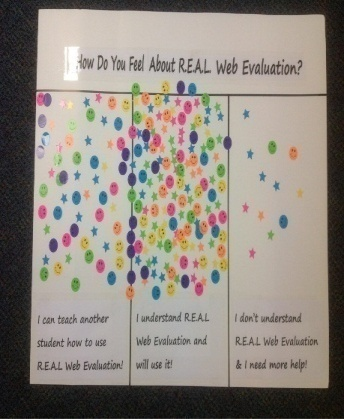 How Do You Feel About R.E.A.L. Web Evaluation?
I can teach another
student how to use
R.E.A.L Web Evaluation!
I understand R.E.A.L
Web Evaluation and
will use it!
I don't understand
R.E.A.L Web Evaluation
& I need more help!